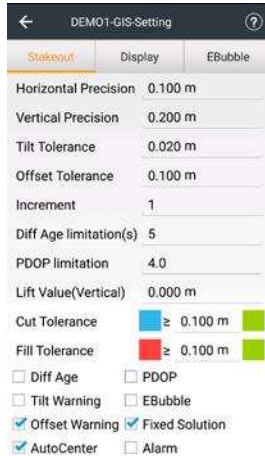 DEMO1-GIS-Setting ?
Stakeout Display EBubble
Horizontal Precision 0.100 m
Vertical Precision 0.200 m
Tilt Tolerance 0.020 m
Offset Tolerance 0.100 m
Increment 1
Diff Age limitation(s) 5
PDOP limitation 4.0
Lift Value(Vertical) 0.000 m
Cut Tolerance ≥ 0.100 m
Fill Tolerance ≥ 0.100 m
Diff Age PDOP
Tilt Warning EBubble
Offset Warning Fixed Solution
AutoCenter Alarm